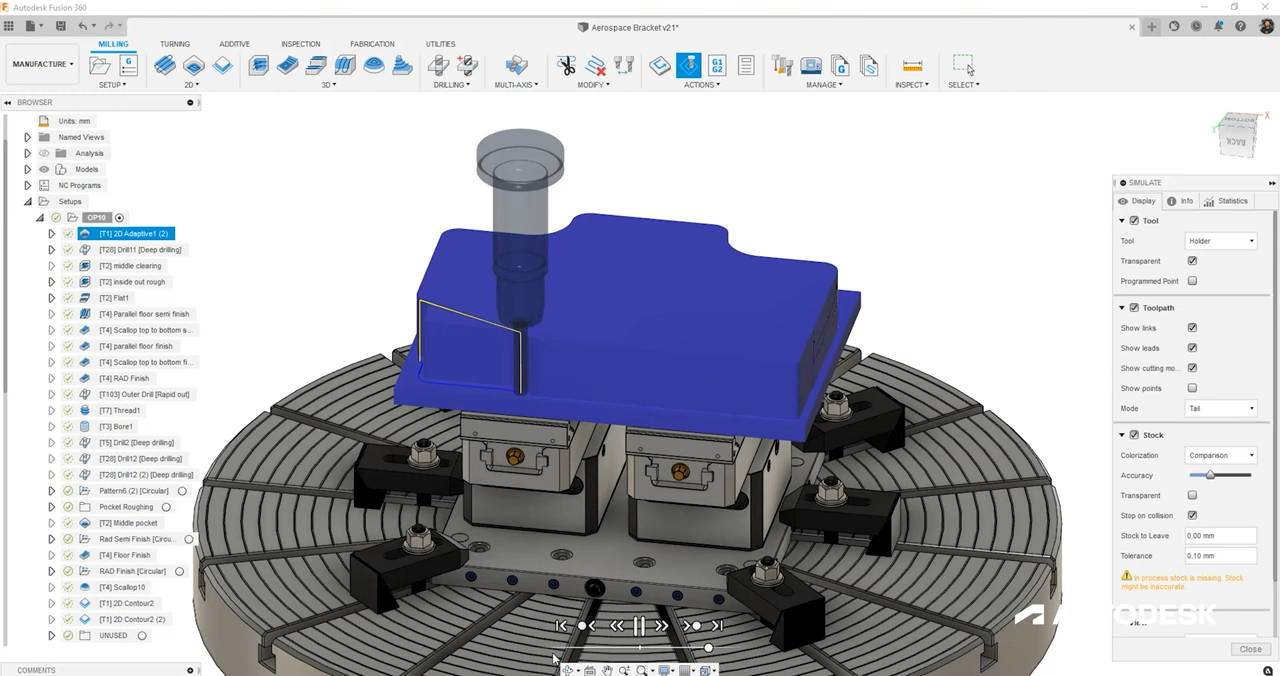 Autodesk Fusion 360
Aerospace Bracket v21*
MANUFACTURE
MILLING TURNING ADDITIVE INSPECTION FABRICATION UTILITIES
G
G1
G2
G
SETUP 2D 3D DRILLING MULTI-AXIS MODIFY ACTIONS MANAGE INSPECT SELECT
BROWSER
Units: mm
Named Views
Analysis
Models
NC Programs
Setups
OP10
[T1] 2D Adaptive1 (2)
[T28] Drill11 [Deep drilling]
[T2] middle clearing
[T2] inside out rough
[T2] Flat1
[T4] Parallel floor semi finish
[T4] Scallop top to bottom s...
[T4] parallel floor finish
[T4] Scallop top to bottom fi...
[T4] RAD Finish
[T103] Outer Drill [Rapid out]
[T7] Thread1
[T3] Bore1
[T5] Drill2 [Deep drilling]
[T28] Drill12 [Deep drilling]
[T28] Drill12 (2) [Deep drilling]
Pattern6 (2) [Circular]
Pocket Roughing
[T2] Middle pocket
Rad Semi Finish [Circu...
[T4] Floor Finish
RAD Finish [Circular]
[T4] Scallop10
[T1] 2D Contour2
[T1] 2D Contour2 (2)
UNUSED
COMMENTS
BOTTOM
BACK
X
SIMULATE
Display Info Statistics
Tool
Tool Holder
Transparent
Programmed Point
Toolpath
Show links
Show leads
Show cutting mo...
Show points
Mode Tail
Stock
Colorization Comparison
Accuracy
Transparent
Stop on collision
Stock to Leave 0.00 mm
Tolerance 0.10 mm
In process stock is missing. Stock
might be inaccurate.
AUTODESK
Close